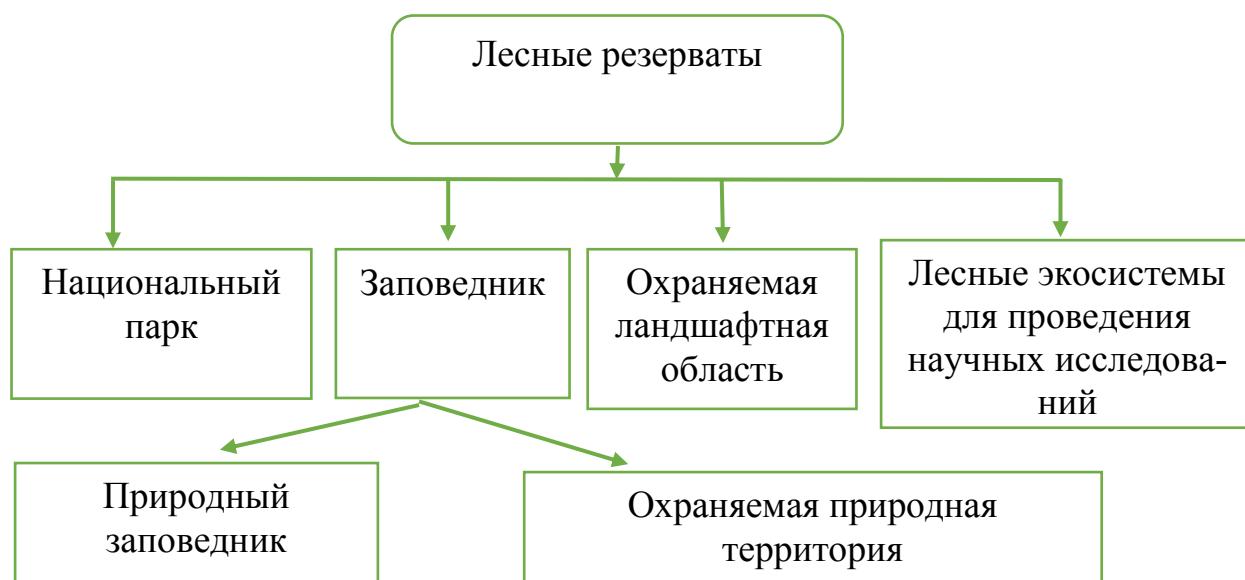 Лесные резерваты
Национальный
парк
Заповедник
Охраняемая
ландшафтная
область
Лесные экосистемы
для проведения
научных исследова-
ний
Природный
заповедник
Охраняемая природная
территория